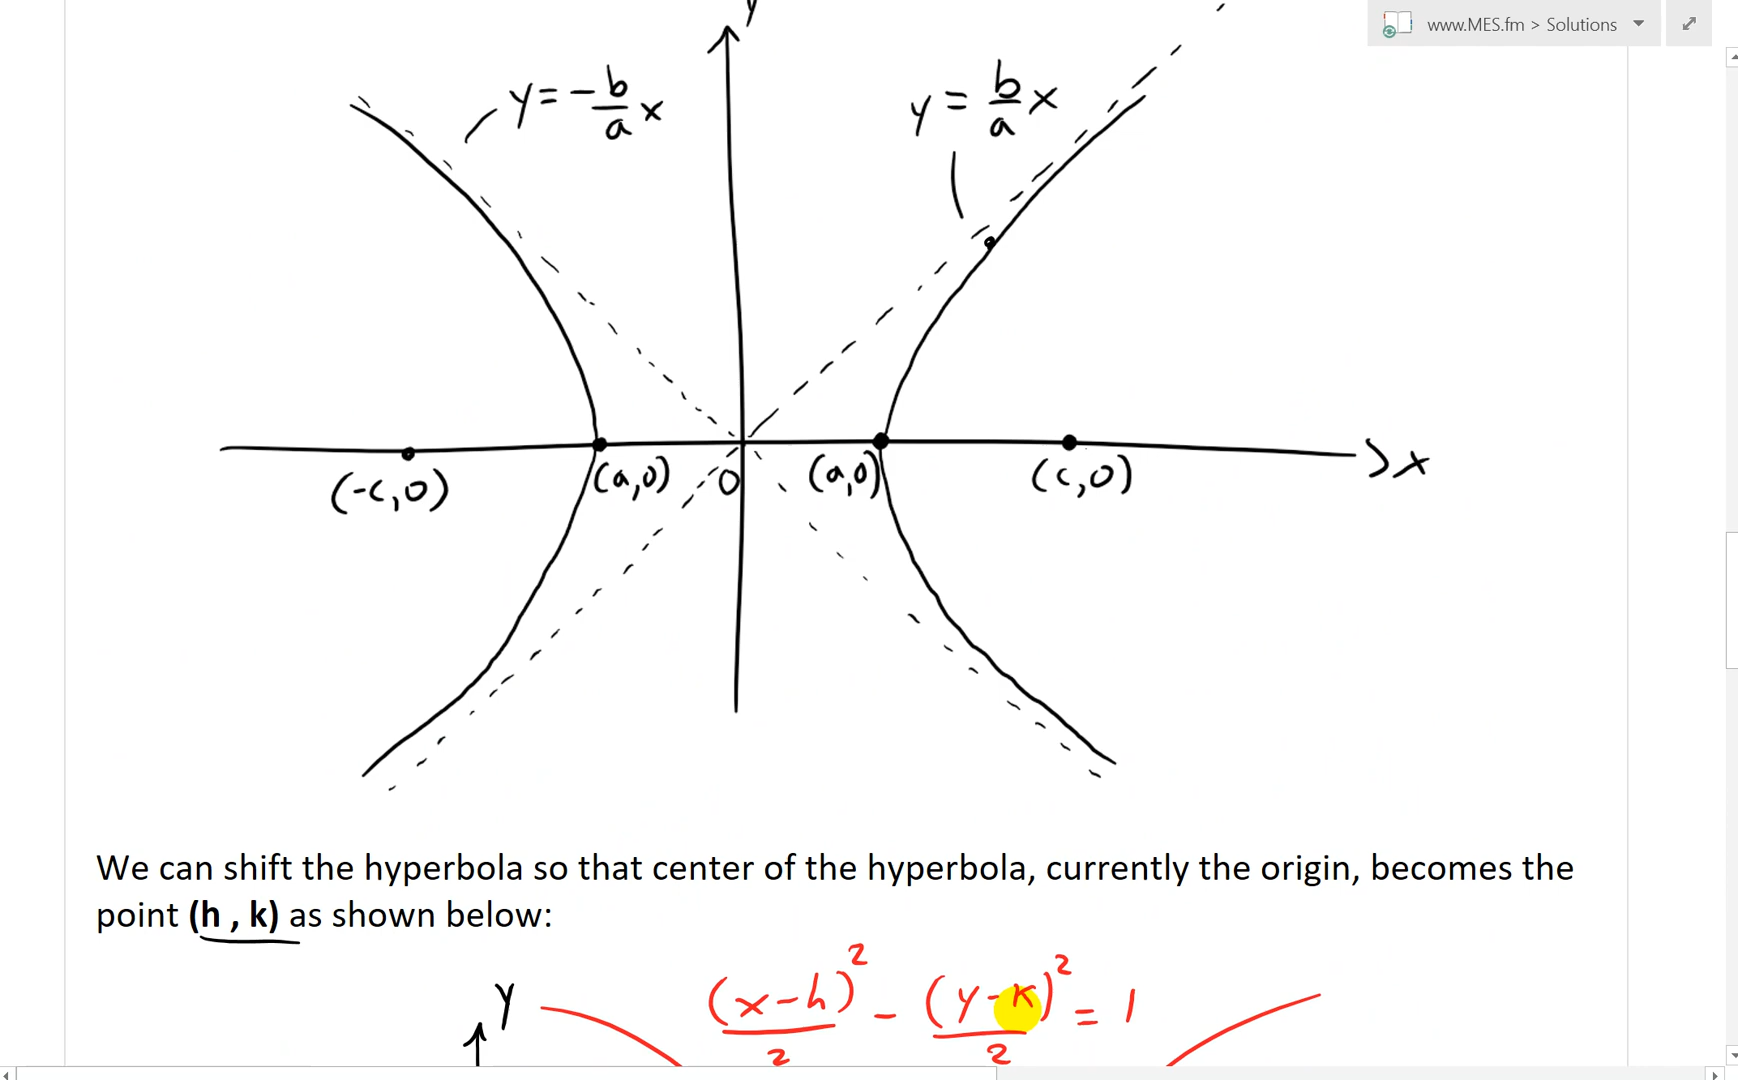 www.MES.fm > Solutions
y
y = -b/a x
y = b/a x
(-c,0)
(a,0)
0
(a,0)
(c,0)
x
We can shift the hyperbola so that center of the hyperbola, currently the origin, becomes the
point (h , k) as shown below:
y
(x-h)²/² - (y-k)²/² = 1